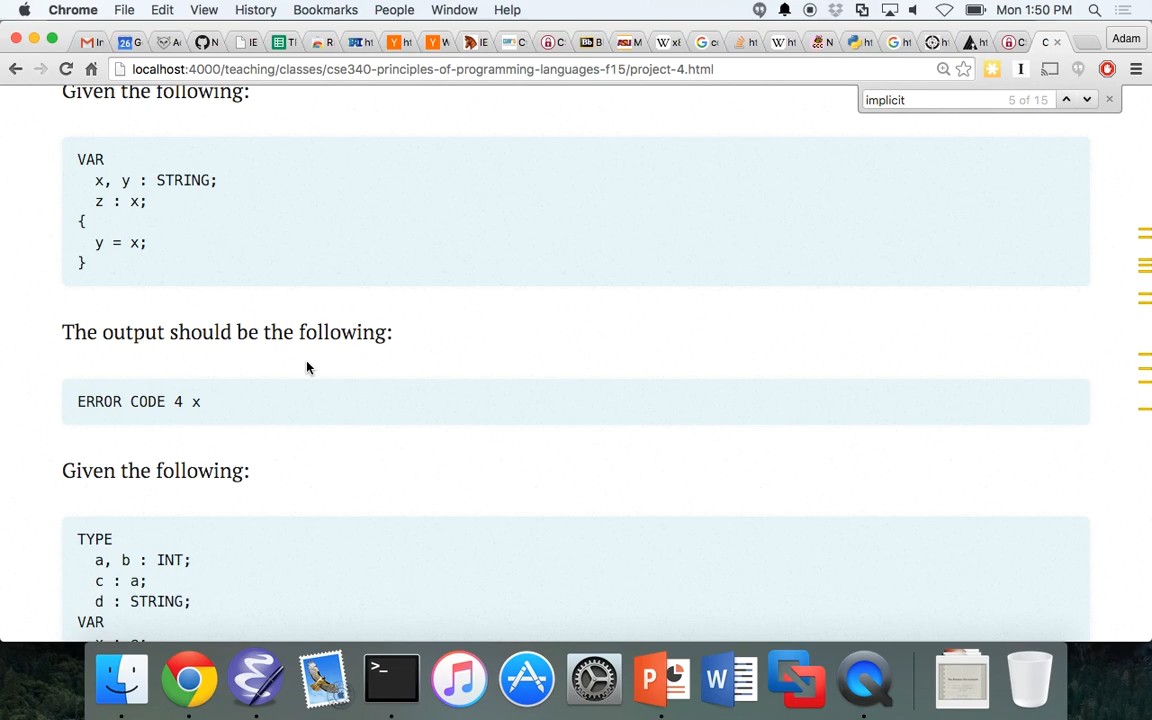 Chrome File Edit View History Bookmarks People Window Help Mon 1:50 PM
Adam
localhost:4000/teaching/classes/cse340-principles-of-programming-languages-f15/project-4.html
implicit 5 of 15
Given the following:
VAR
x, y : STRING;
z : x;
{
y = x;
}
The output should be the following:
ERROR CODE 4 x
Given the following:
TYPE
a, b : INT;
c : a;
d : STRING;
VAR